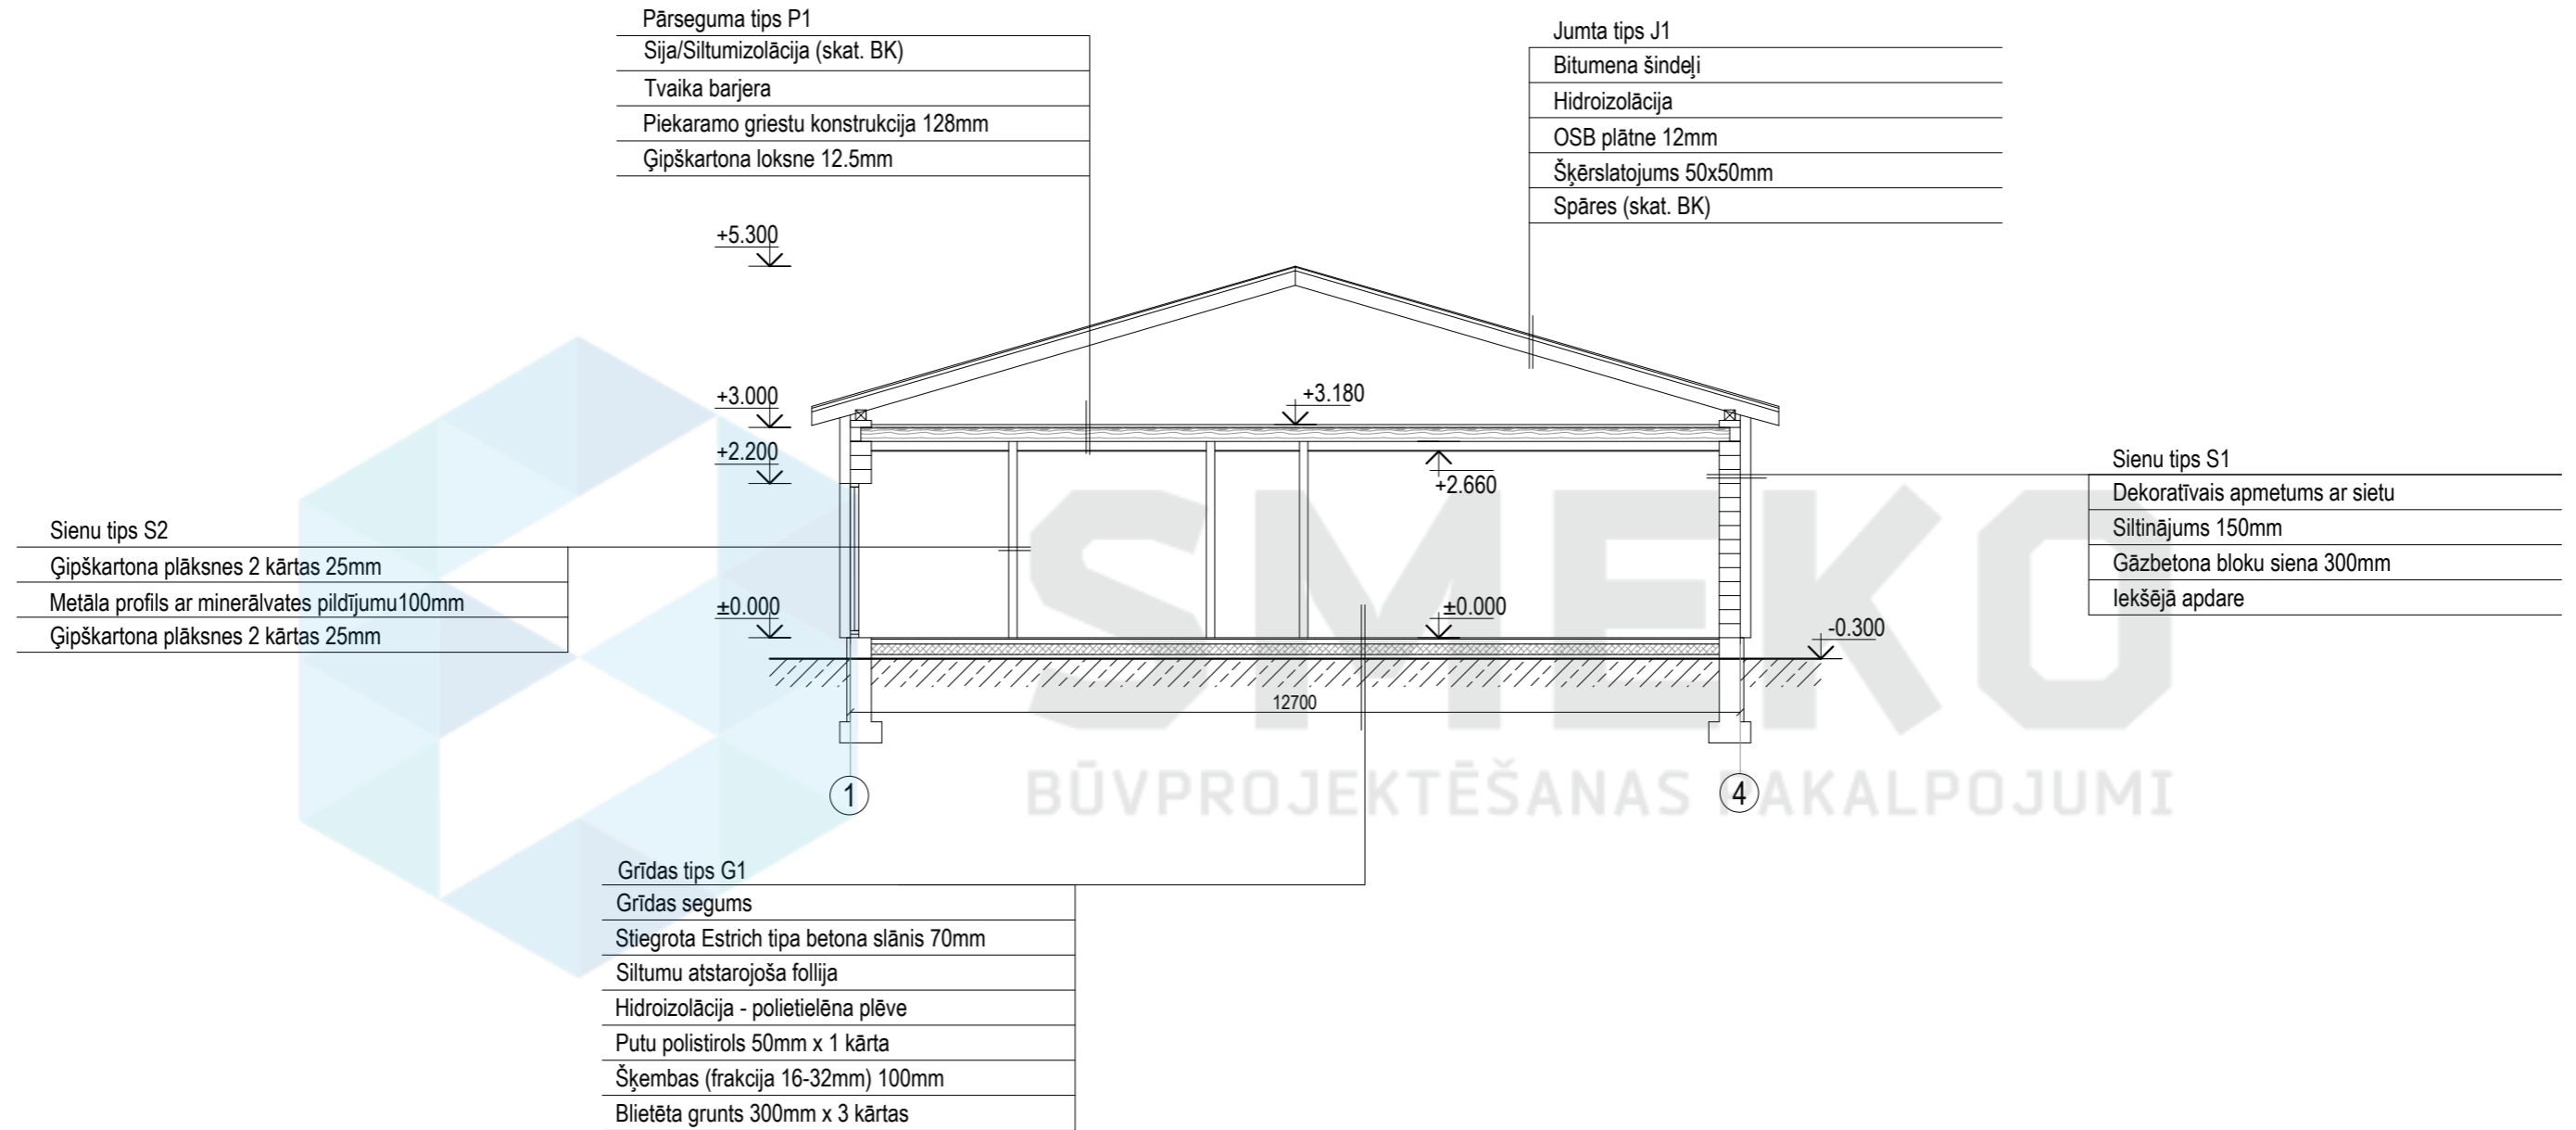 Pārseguma tips P1
Sija/Siltumizolācija (skat. BK)
Tvaika barjera
Piekaramo griestu konstrukcija 128mm
Ģipškartona loksne 12.5mm
Jumta tips J1
Bitumena šindeļi
Hidroizolācija
OSB plātne 12mm
Šķērslatojums 50x50mm
Spāres (skat. BK)
+5.300
+3.000
+3.180
+2.200
+2.660
Sienu tips S1
Dekoratīvais apmetums ar sietu
Siltinājums 150mm
Gāzbetona bloku siena 300mm
Iekšējā apdare
Sienu tips S2
Ģipškartona plāksnes 2 kārtas 25mm
Metāla profils ar minerālvates pildījumu100mm
Ģipškartona plāksnes 2 kārtas 25mm
±0.000
±0.000
-0.300
12700
1
4
SMEKO
BŪVPROJEKTĒŠANAS PAKALPOJUMI
Grīdas tips G1
Grīdas segums
Stiegrota Estrich tipa betona slānis 70mm
Siltumu atstarojoša follija
Hidroizolācija - polietielēna plēve
Putu polistirols 50mm x 1 kārta
Šķembas (frakcija 16-32mm) 100mm
Blietēta grunts 300mm x 3 kārtas